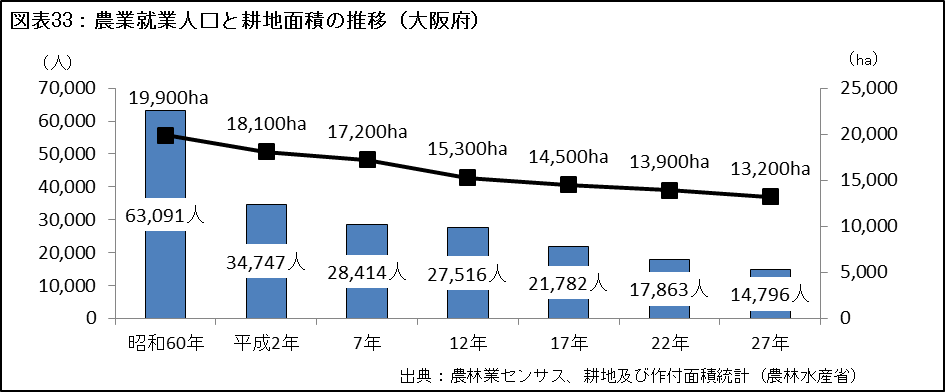 図表33：農業就業人口と耕地面積の推移（大阪府）
（人）
（ha）
70,000
60,000
50,000
40,000
30,000
20,000
10,000
0
25,000
20,000
15,000
10,000
5,000
0
19,900ha
18,100ha
17,200ha
15,300ha
14,500ha
13,900ha
13,200ha
63,091人
34,747人
28,414人
27,516人
21,782人
17,863人
14,796人
昭和60年 平成2年 7年 12年 17年 22年 27年
出典：農林業センサス、耕地及び作付面積統計（農林水産省）